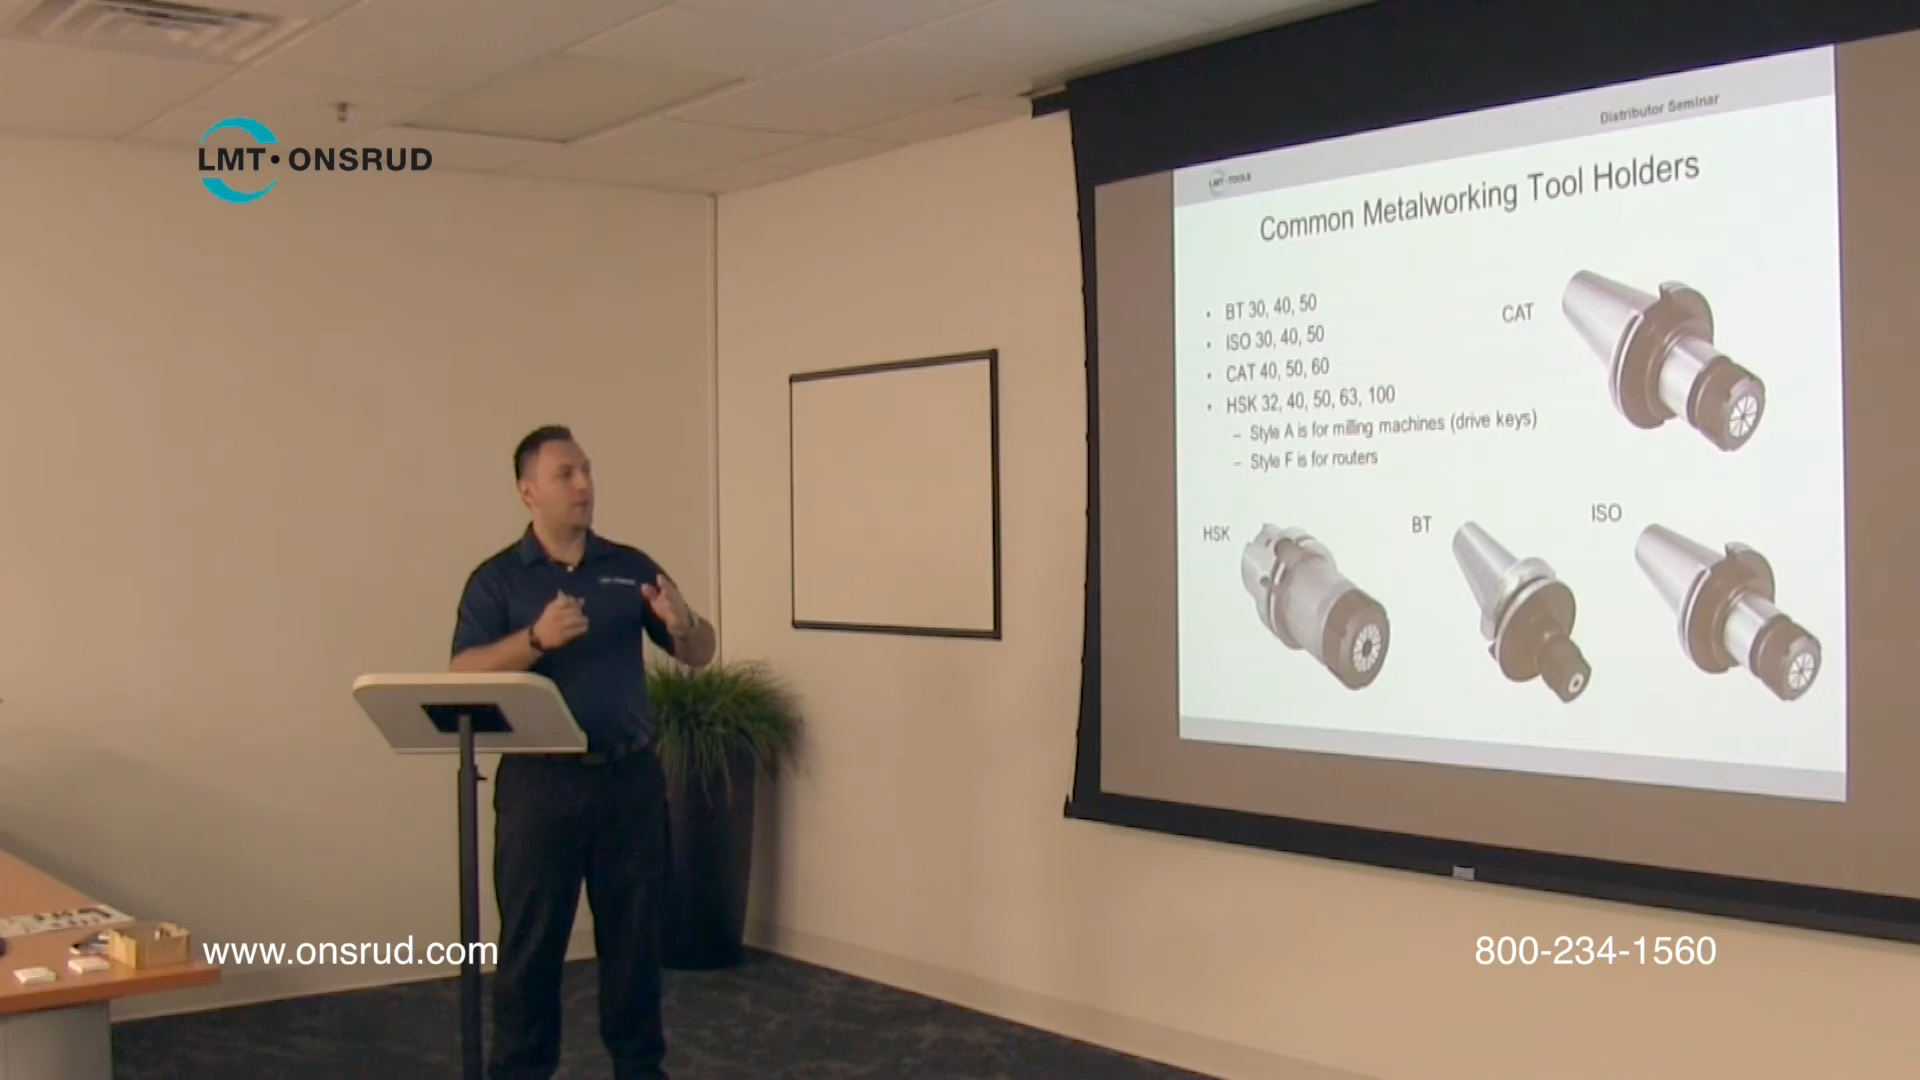 LMT•ONSRUD
Distributor Seminar
LMT•TOOLS
Common Metalworking Tool Holders
• BT 30, 40, 50
• ISO 30, 40, 50
• CAT 40, 50, 60
• HSK 32, 40, 50, 63, 100
– Style A is for milling machines (drive keys)
– Style F is for routers
CAT
HSK
BT
ISO
www.onsrud.com
800-234-1560